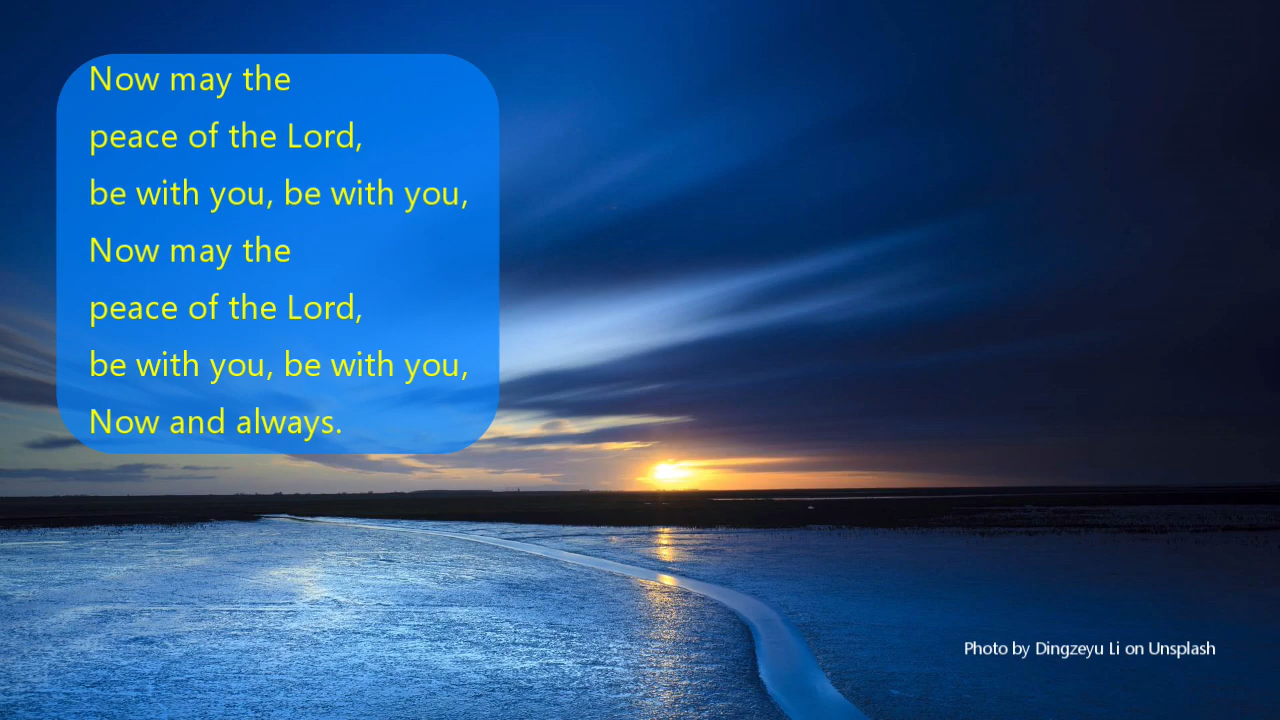 Now may the
peace of the Lord,
be with you, be with you,
Now may the
peace of the Lord,
be with you, be with you,
Now and always.
Photo by Dingzeyu Li on Unsplash